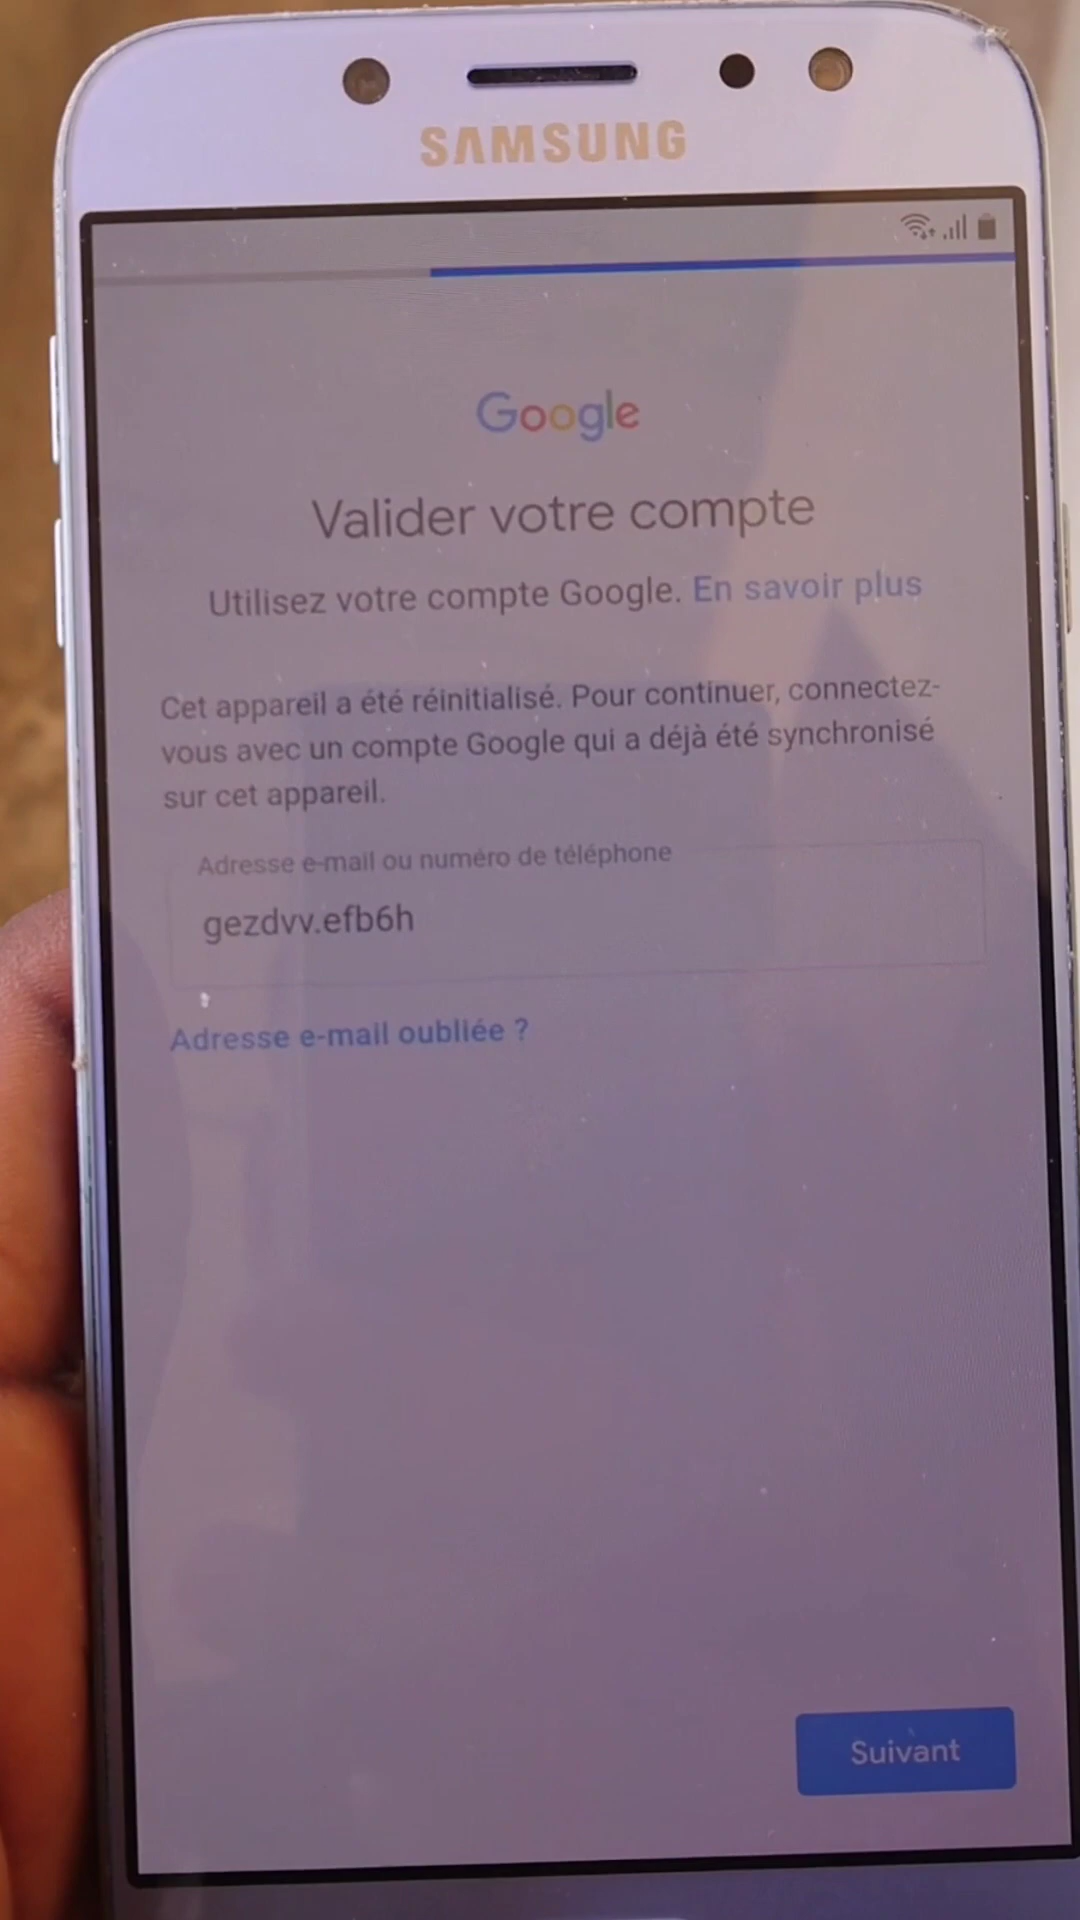 SAMSUNG
Google
Valider votre compte
Utilisez votre compte Google. En savoir plus
Cet appareil a été réinitialisé. Pour continuer, connectez-
vous avec un compte Google qui a déjà été synchronisé
sur cet appareil.
Adresse e-mail ou numéro de téléphone
gezdvv.efb6h
Adresse e-mail oubliée ?
Suivant